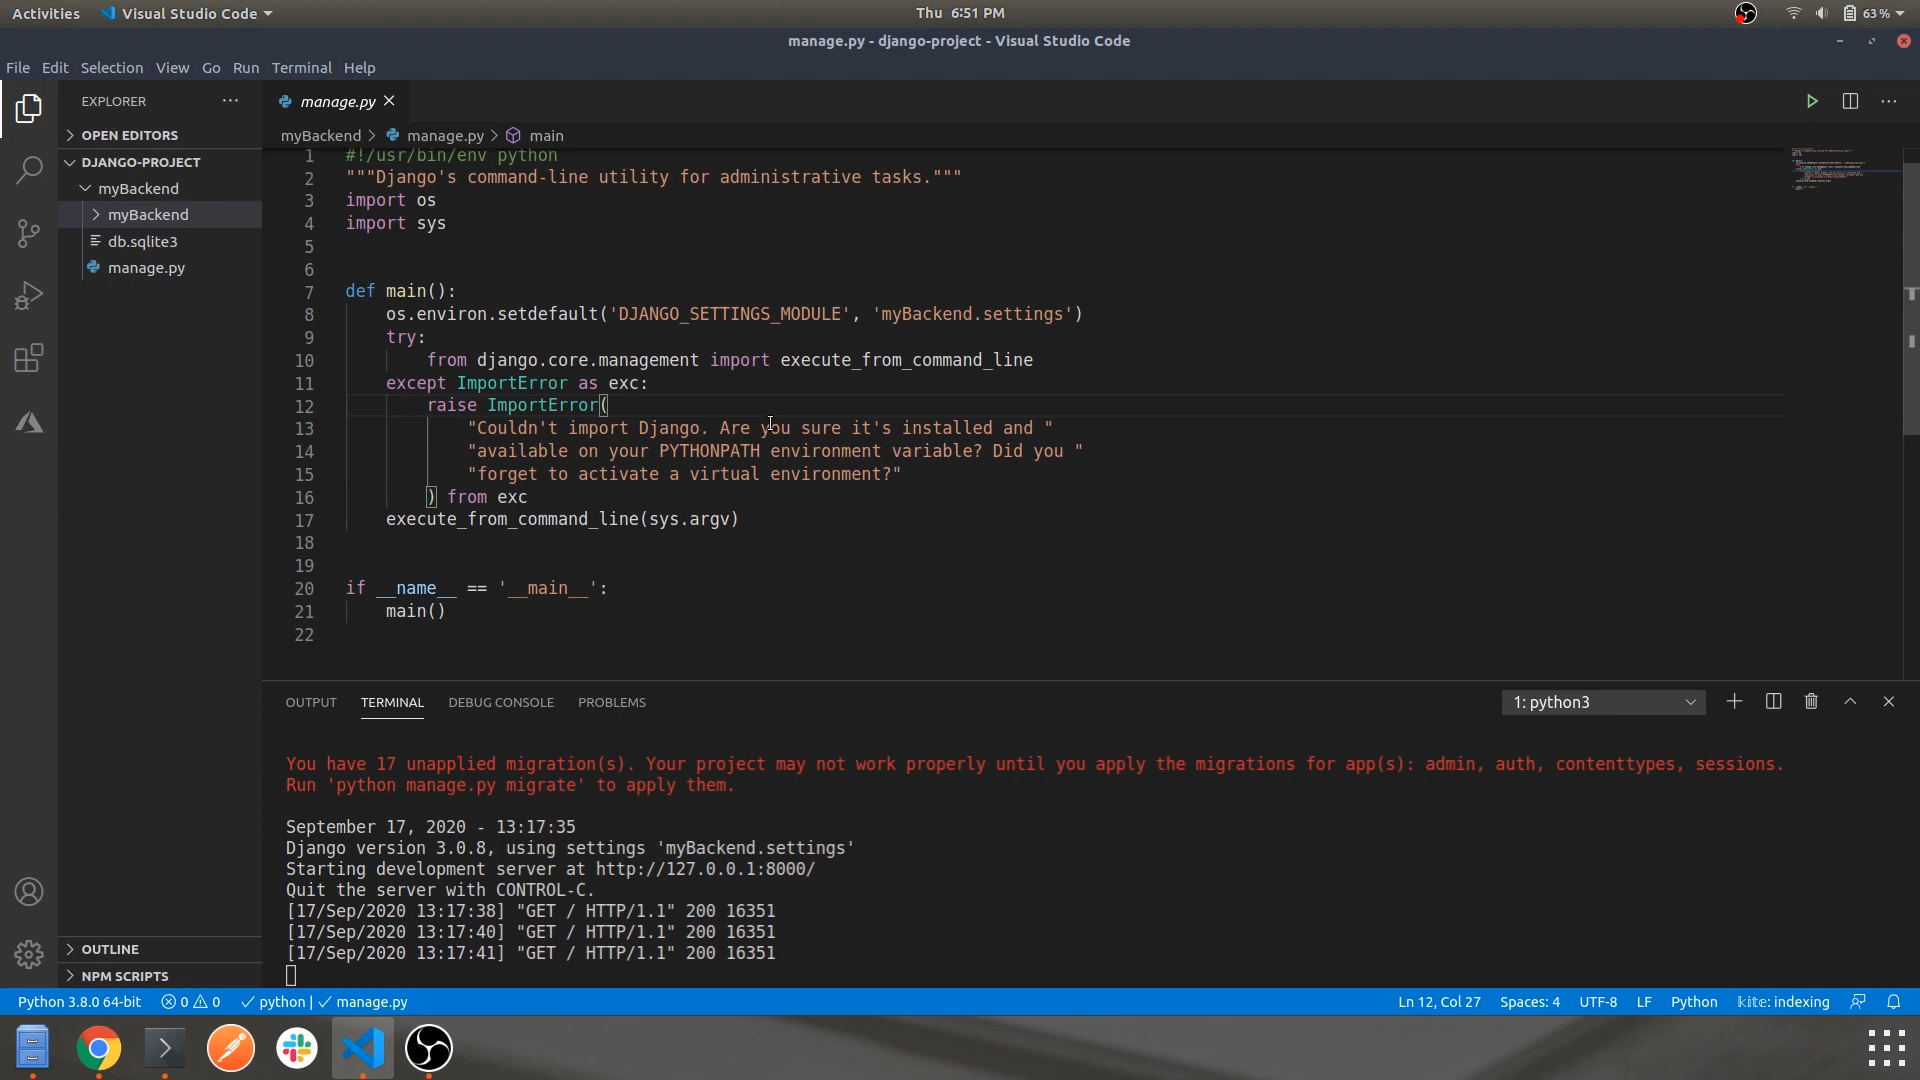 Activities
Visual Studio Code
Thu 6:51 PM
63 %
manage.py - django-project - Visual Studio Code
File Edit Selection View Go Run Terminal Help
EXPLORER
OPEN EDITORS
DJANGO-PROJECT
myBackend
myBackend
db.sqlite3
manage.py
OUTLINE
NPM SCRIPTS
manage.py
myBackend > manage.py > main
1 #!/usr/bin/env python
2 """Django's command-line utility for administrative tasks."""
3 import os
4 import sys
5
6
7 def main():
8 os.environ.setdefault('DJANGO_SETTINGS_MODULE', 'myBackend.settings')
9 try:
10 from django.core.management import execute_from_command_line
11 except ImportError as exc:
12 raise ImportError(
13 "Couldn't import Django. Are you sure it's installed and "
14 "available on your PYTHONPATH environment variable? Did you "
15 "forget to activate a virtual environment?"
16 ) from exc
17 execute_from_command_line(sys.argv)
18
19
20 if __name__ == '__main__':
21 main()
22
OUTPUT TERMINAL DEBUG CONSOLE PROBLEMS
1: python3
You have 17 unapplied migration(s). Your project may not work properly until you apply the migrations for app(s): admin, auth, contenttypes, sessions.
Run 'python manage.py migrate' to apply them.
September 17, 2020 - 13:17:35
Django version 3.0.8, using settings 'myBackend.settings'
Starting development server at http://127.0.0.1:8000/
Quit the server with CONTROL-C.
[17/Sep/2020 13:17:38] "GET / HTTP/1.1" 200 16351
[17/Sep/2020 13:17:40] "GET / HTTP/1.1" 200 16351
[17/Sep/2020 13:17:41] "GET / HTTP/1.1" 200 16351
Python 3.8.0 64-bit 0 0 python | manage.py Ln 12, Col 27 Spaces: 4 UTF-8 LF Python kite: indexing